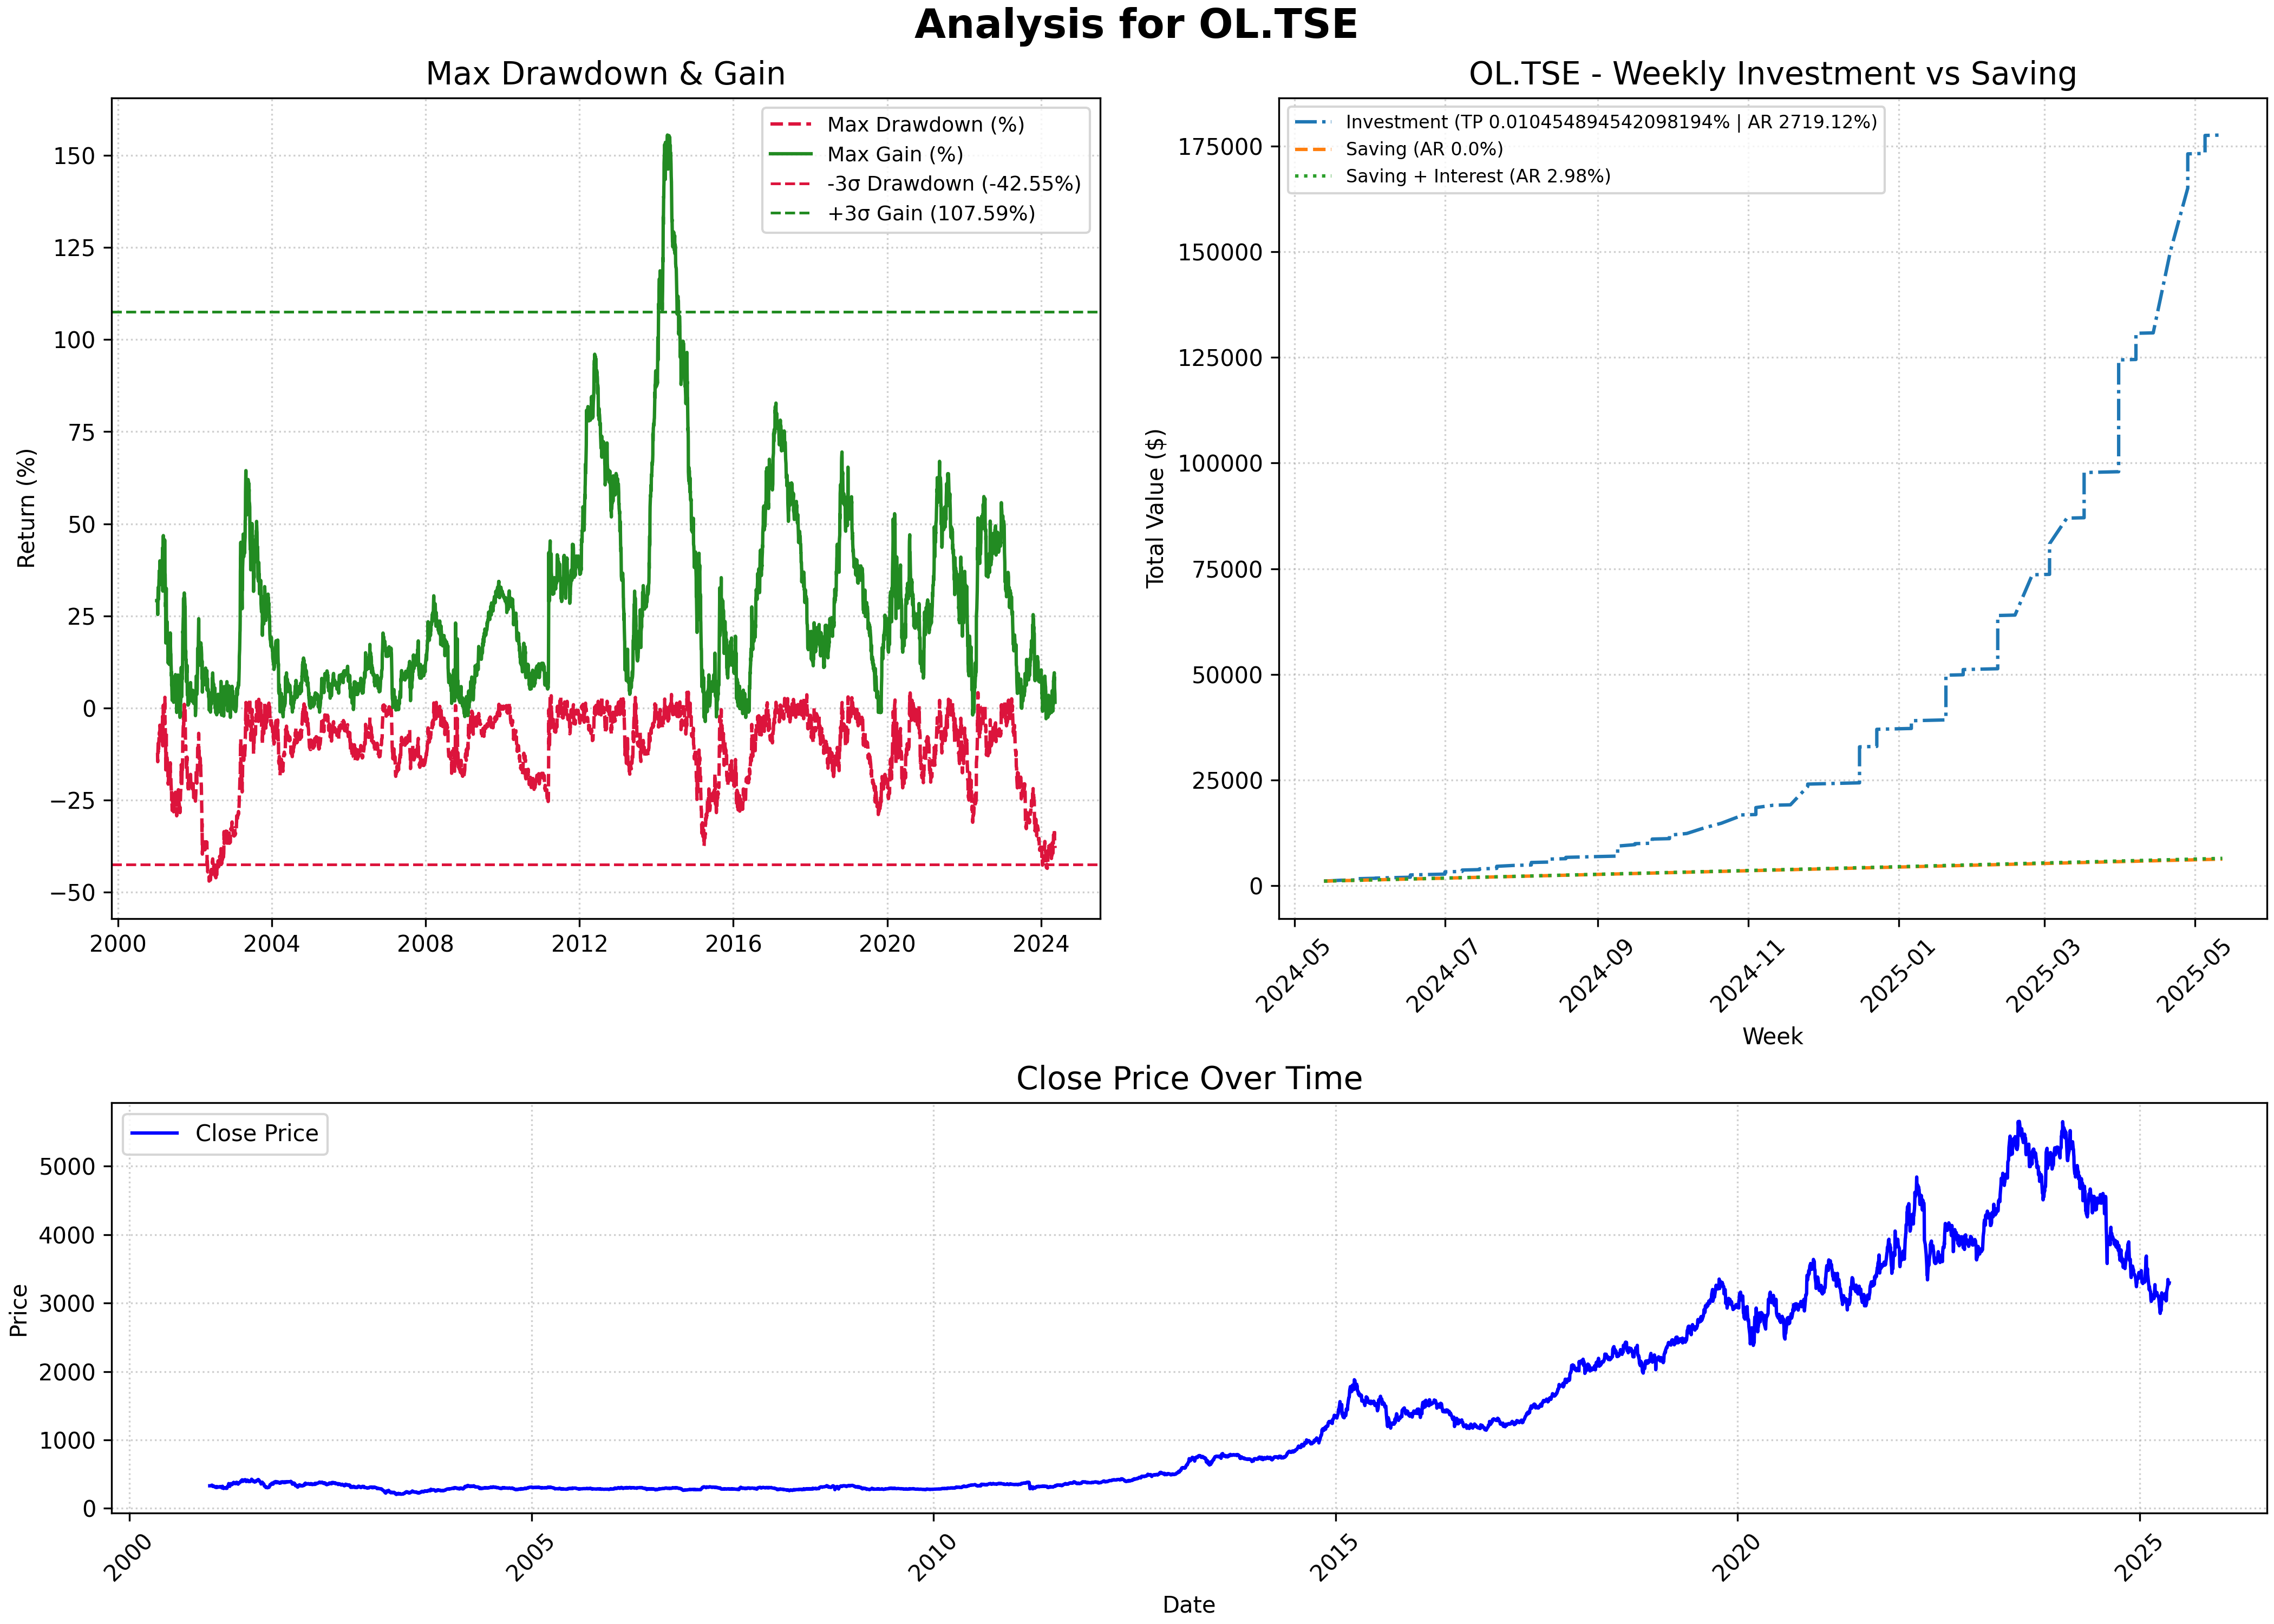 Analysis for OL.TSE
Max Drawdown & Gain
Max Drawdown (%)
Max Gain (%)
-3σ Drawdown (-42.55%)
+3σ Gain (107.59%)
Return (%)
150
125
100
75
50
25
0
−25
−50
2000
2004
2008
2012
2016
2020
2024
OL.TSE - Weekly Investment vs Saving
Investment (TP 0.010454894542098194% | AR 2719.12%)
Saving (AR 0.0%)
Saving + Interest (AR 2.98%)
Total Value ($)
175000
150000
125000
100000
75000
50000
25000
0
2024-05
2024-07
2024-09
2024-11
2025-01
2025-03
2025-05
Week
Close Price Over Time
Close Price
Price
5000
4000
3000
2000
1000
0
2000
2005
2010
2015
2020
2025
Date